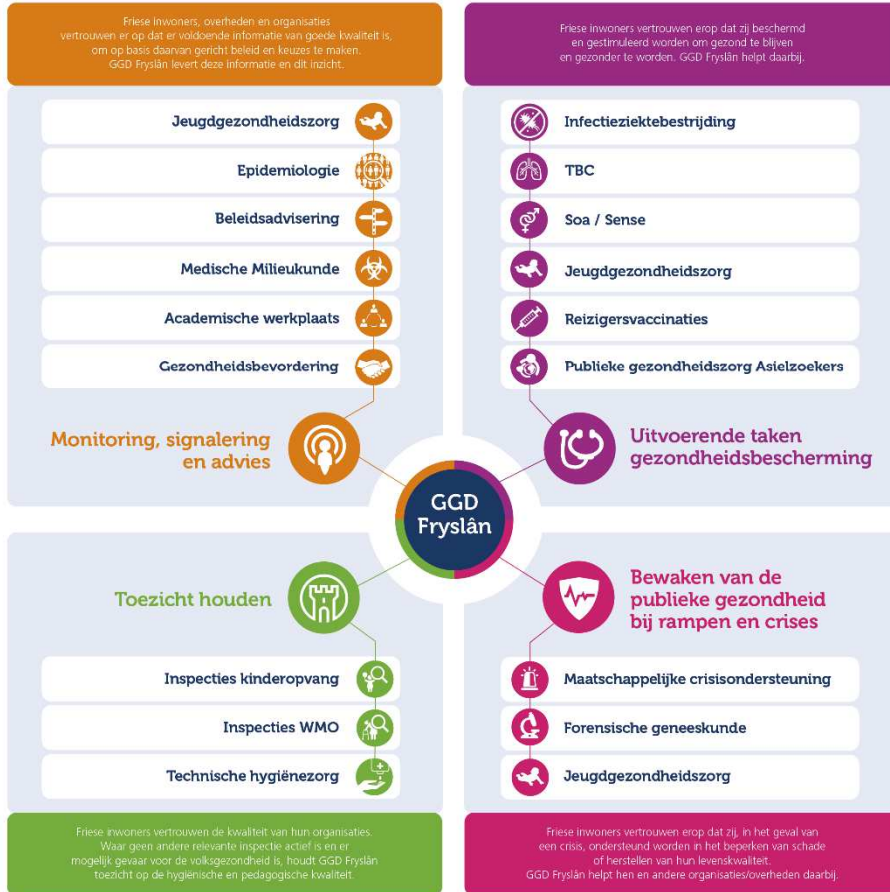 Friese inwoners, overheden en organisaties
vertrouwen er op dat er voldoende informatie van goede kwaliteit is,
om op basis daarvan gericht beleid en keuzes te maken.
GGD Fryslân levert deze informatie en dit inzicht.
Jeugdgezondheidszorg
Epidemiologie
Beleidsadvisering
Medische Milieukunde
Academische werkplaats
Gezondheidsbevordering
Monitoring, signalering
en advies
Friese inwoners vertrouwen erop dat zij beschermd
en gestimuleerd worden om gezond te blijven
en gezonder te worden. GGD Fryslân helpt daarbij.
Infectieziektebestrijding
TBC
Soa / Sense
Jeugdgezondheidszorg
Reizigersvaccinaties
Publieke gezondheidszorg Asielzoekers
Uitvoerende taken
gezondheidsbescherming
GGD
Fryslân
Toezicht houden
Inspecties kinderopvang
Inspecties WMO
Technische hygiënezorg
Friese inwoners vertrouwen de kwaliteit van hun organisaties.
Waar geen andere relevante inspectie actief is en er
mogelijk gevaar voor de volksgezondheid is, houdt GGD Fryslân
toezicht op de hygiënische en pedagogische kwaliteit.
Bewaken van de
publieke gezondheid
bij rampen en crises
Maatschappelijke crisisondersteuning
Forensische geneeskunde
Jeugdgezondheidszorg
Friese inwoners vertrouwen erop dat zij, in het geval van
een crisis, ondersteund worden in het beperken van schade
of herstellen van hun levenskwaliteit.
GGD Fryslân helpt hen en andere organisaties/overheden daarbij.